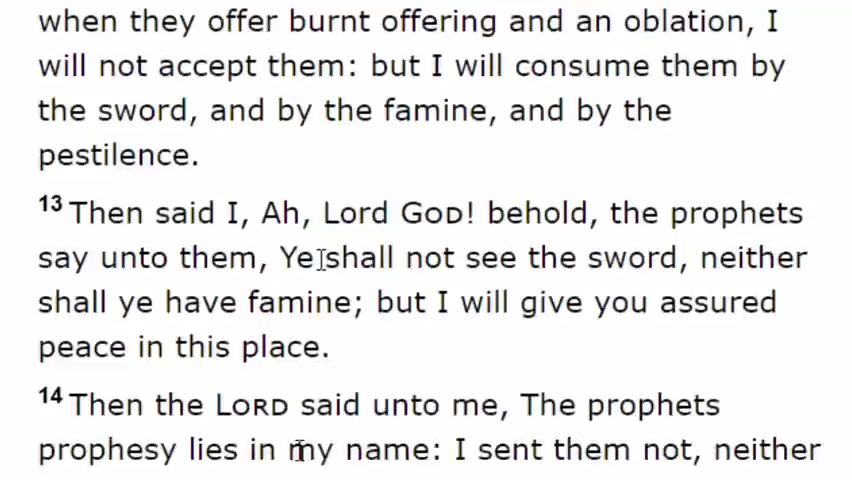 when they offer burnt offering and an oblation, I
will not accept them: but I will consume them by
the sword, and by the famine, and by the
pestilence.
13 Then said I, Ah, Lord GOD! behold, the prophets
say unto them, Ye shall not see the sword, neither
shall ye have famine; but I will give you assured
peace in this place.
14 Then the LORD said unto me, The prophets
prophesy lies in my name: I sent them not, neither